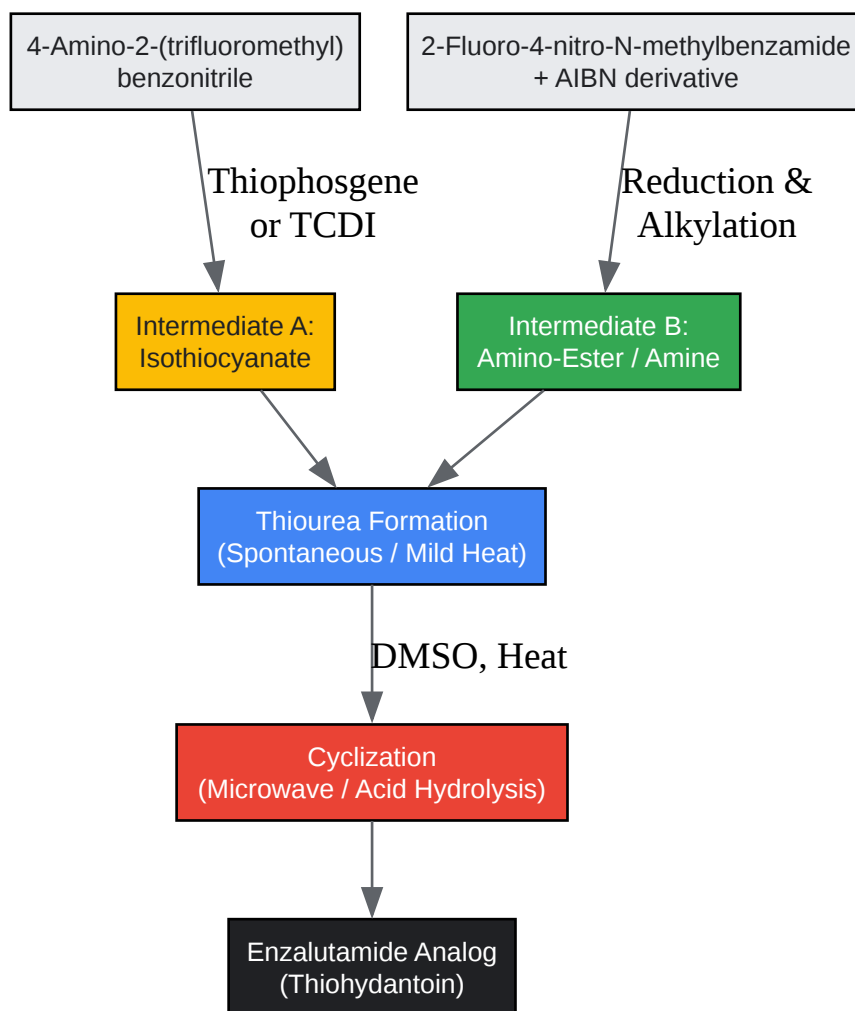 4-Amino-2-(trifluoromethyl)
benzonitrile
2-Fluoro-4-nitro-N-methylbenzamide
+ AIBN derivative
Thiophosgene
or TCDI
Reduction &
Alkylation
Intermediate A:
Isothiocyanate
Intermediate B:
Amino-Ester / Amine
Thiourea Formation
(Spontaneous / Mild Heat)
DMSO, Heat
Cyclization
(Microwave / Acid Hydrolysis)
Enzalutamide Analog
(Thiohydantoin)